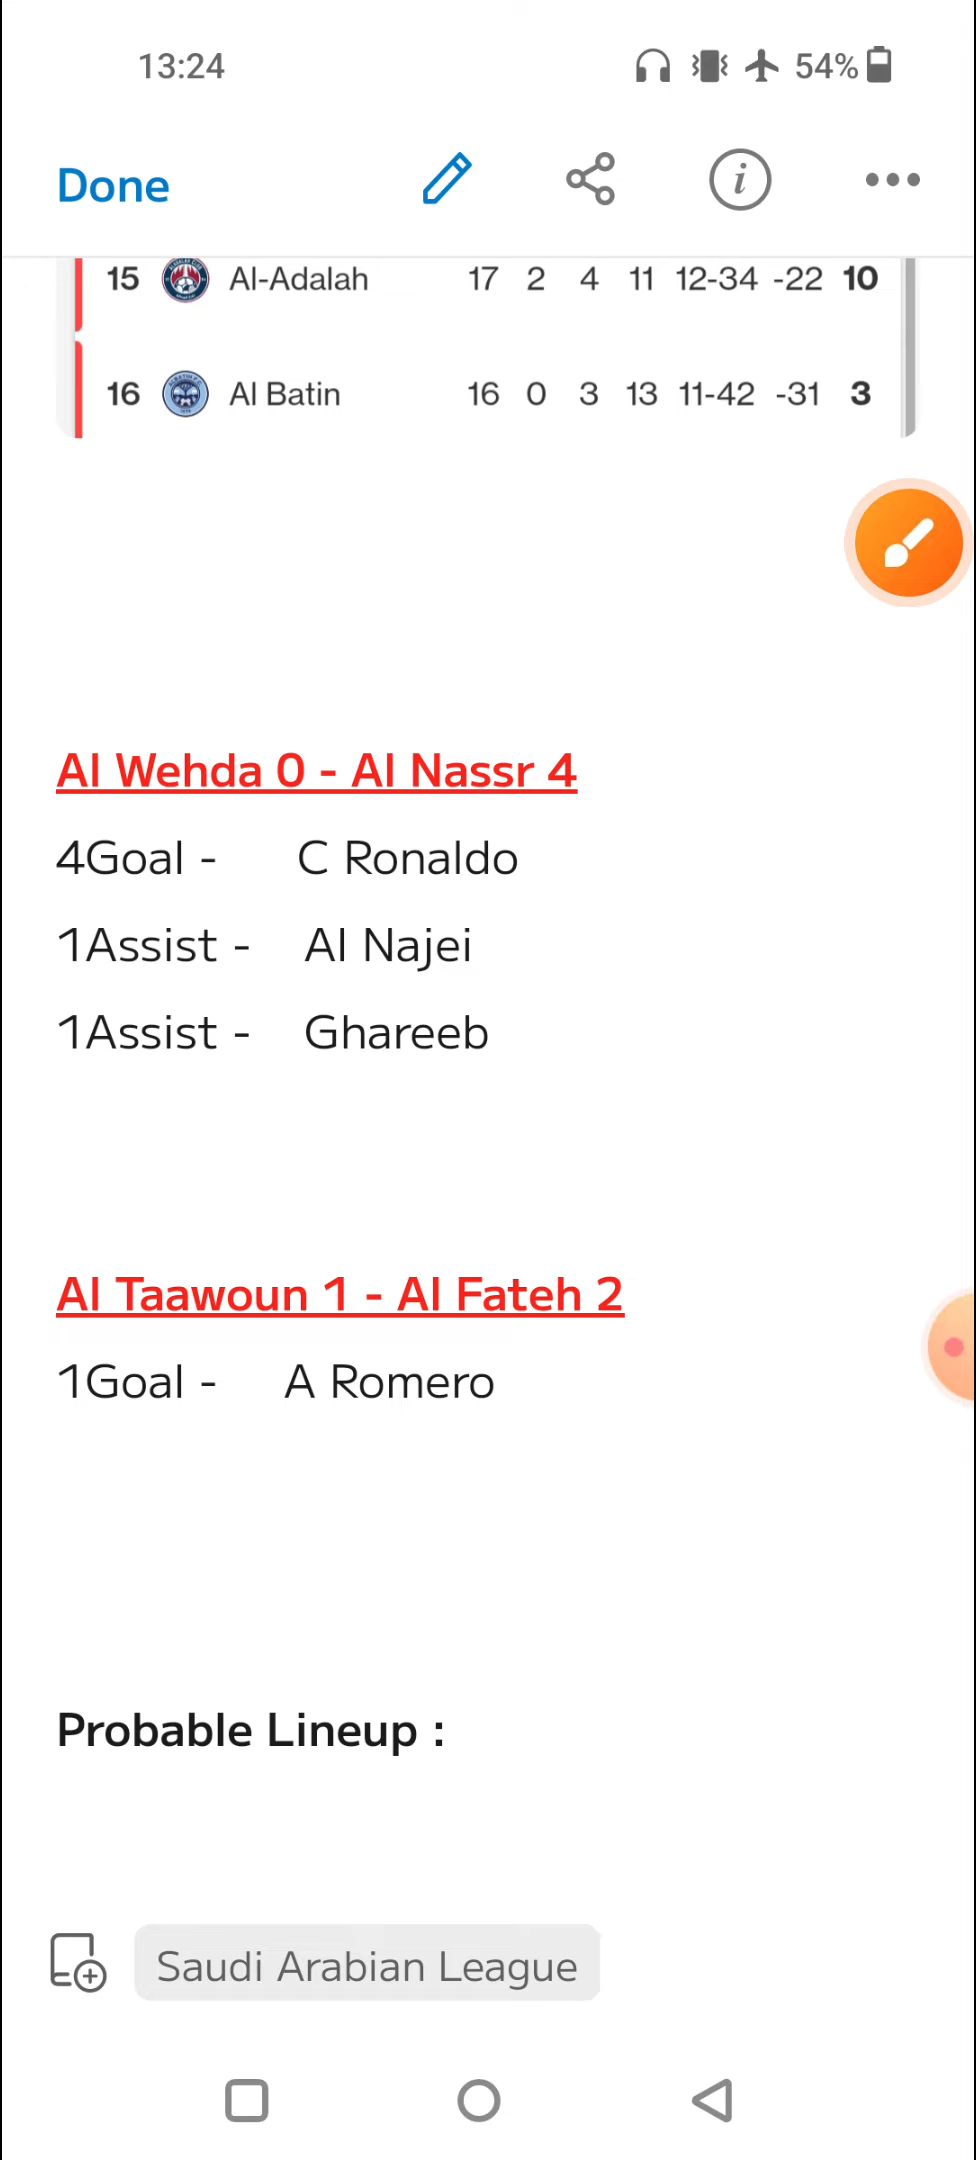 13:24
54%
Done
15 Al-Adalah 17 2 4 11 12-34 -22 10
16 Al Batin 16 0 3 13 11-42 -31 3
Al Wehda 0 - Al Nassr 4
4Goal - C Ronaldo
1Assist - Al Najei
1Assist - Ghareeb
Al Taawoun 1 - Al Fateh 2
1Goal - A Romero
Probable Lineup :
Saudi Arabian League